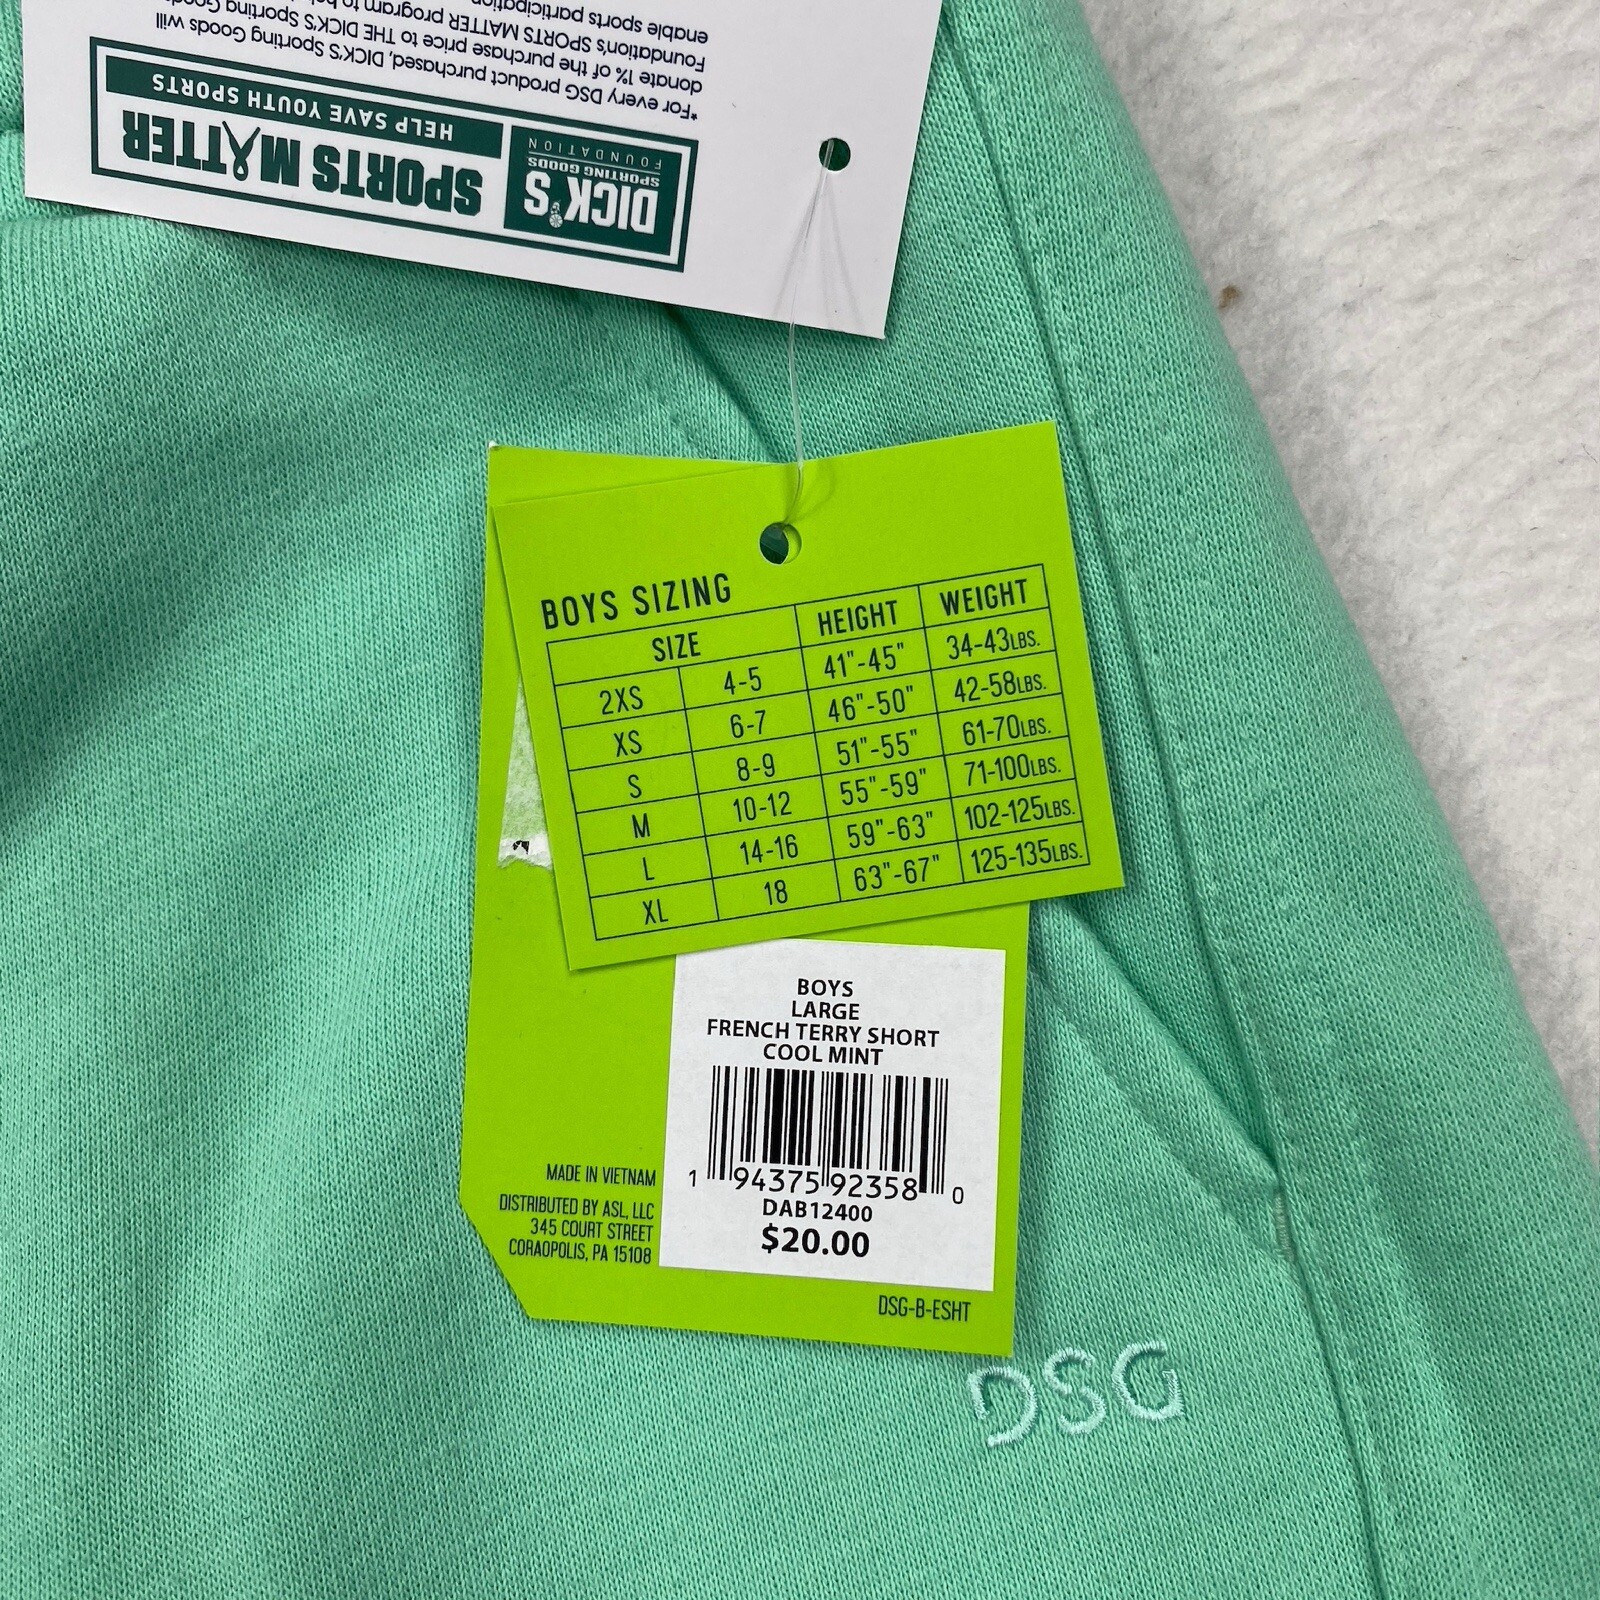 DICK'S
SPORTING GOODS
FOUNDATION
SPORTS MATTER
HELP SAVE YOUTH SPORTS
*For every DSG product purchased, DICK'S Sporting Goods will
donate 1% of the purchase price to THE DICK'S Sporting Goods
Foundation's SPORTS MATTER program to
enable sports participation
BOYS SIZING
SIZE HEIGHT WEIGHT
2XS 4-5 41"-45" 34-43LBS.
XS 6-7 46"-50" 42-58LBS.
S 8-9 51"-55" 61-70LBS.
M 10-12 55"-59" 71-100LBS.
L 14-16 59"-63" 102-125LBS.
XL 18 63"-67" 125-135LBS.
BOYS
LARGE
FRENCH TERRY SHORT
COOL MINT
1 94375 92358 0
DAB12400
$20.00
MADE IN VIETNAM
DISTRIBUTED BY ASL, LLC
345 COURT STREET
CORAOPOLIS, PA 15108
DSG-B-ESHT
DSG